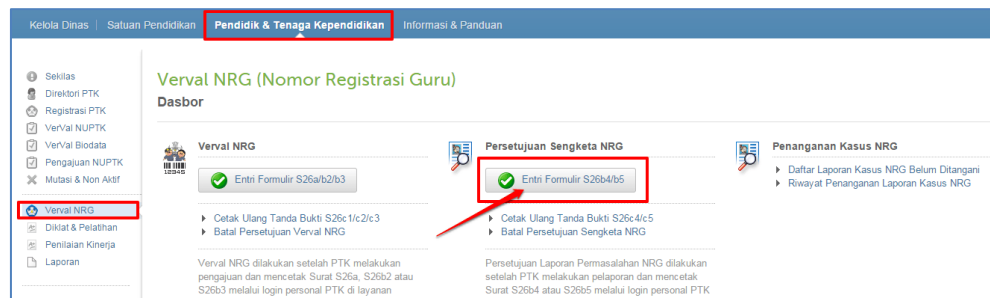 Kelola Dinas | Satuan Pendidikan Pendidik & Tenaga Kependidikan Informasi & Panduan
Sekilas
Direktori PTK
Registrasi PTK
VerVal NUPTK
VerVal Biodata
Pengajuan NUPTK
Mutasi & Non Aktif
Verval NRG
Diklat & Pelatihan
Penilaian Kinerja
Laporan
Verval NRG (Nomor Registrasi Guru)
Dasbor
Verval NRG
12345
Entri Formulir S26a/b2/b3
Cetak Ulang Tanda Bukti S26c1/c2/c3
Batal Persetujuan Verval NRG
Verval NRG dilakukan setelah PTK melakukan
pengajuan dan mencetak Surat S26a, S26b2 atau
S26b3 melalui login personal PTK di layanan
Persetujuan Sengketa NRG
Entri Formulir S26b4/b5
Cetak Ulang Tanda Bukti S26c4/c5
Batal Persetujuan Sengketa NRG
Persetujuan Laporan Permasalahan NRG dilakukan
setelah PTK melakukan pelaporan dan mencetak
Surat S26b4 atau S26b5 melalui login personal PTK
Penanganan Kasus NRG
Daftar Laporan Kasus NRG Belum Ditangani
Riwayat Penanganan Laporan Kasus NRG